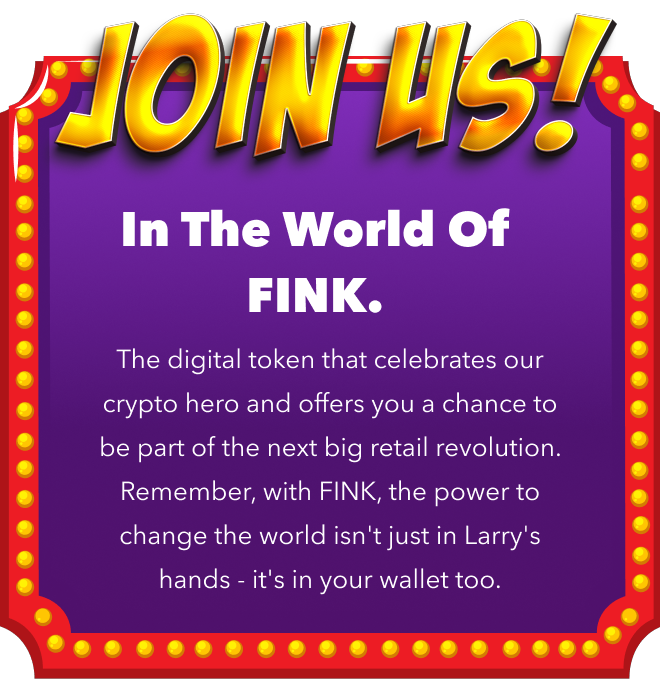 JOIN US!
In The World Of
FINK.
The digital token that celebrates our
crypto hero and offers you a chance to
be part of the next big retail revolution.
Remember, with FINK, the power to
change the world isn't just in Larry's
hands - it's in your wallet too.